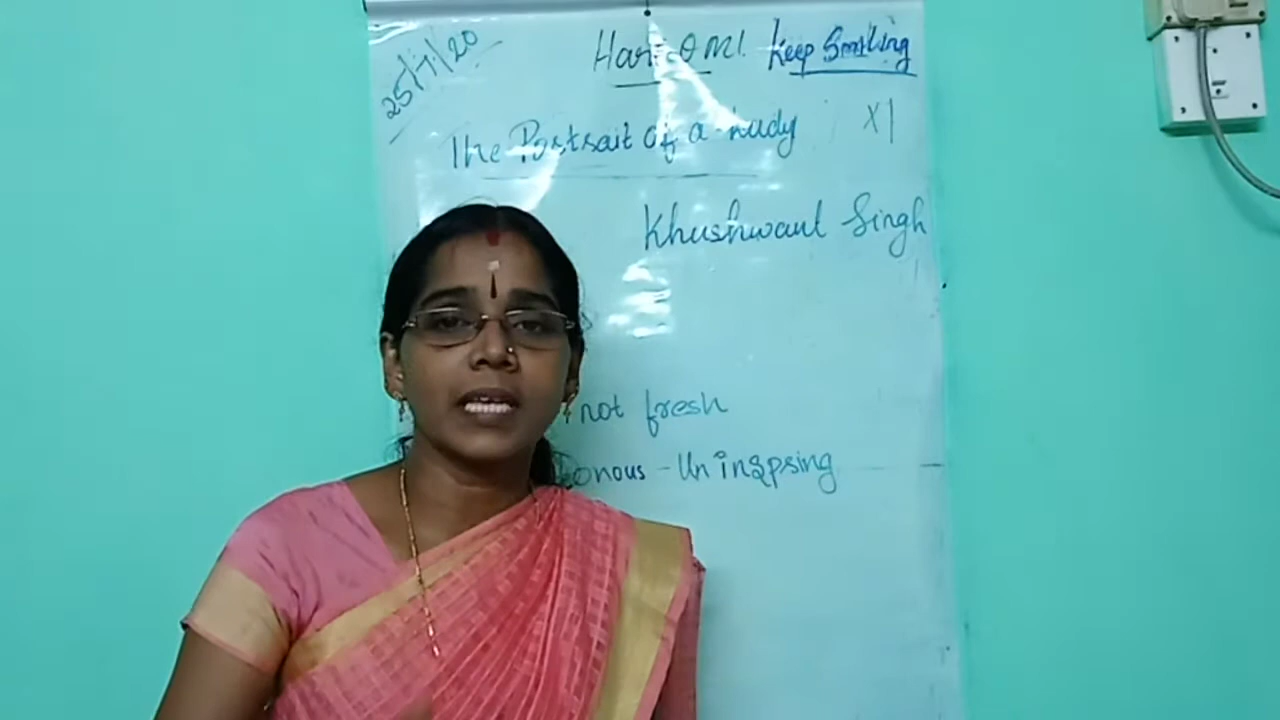 25/7/20
Hari OM! Keep Smiling
The Portrait of a Lady XI
Khushwant Singh
not fresh
onous - Uninspsing